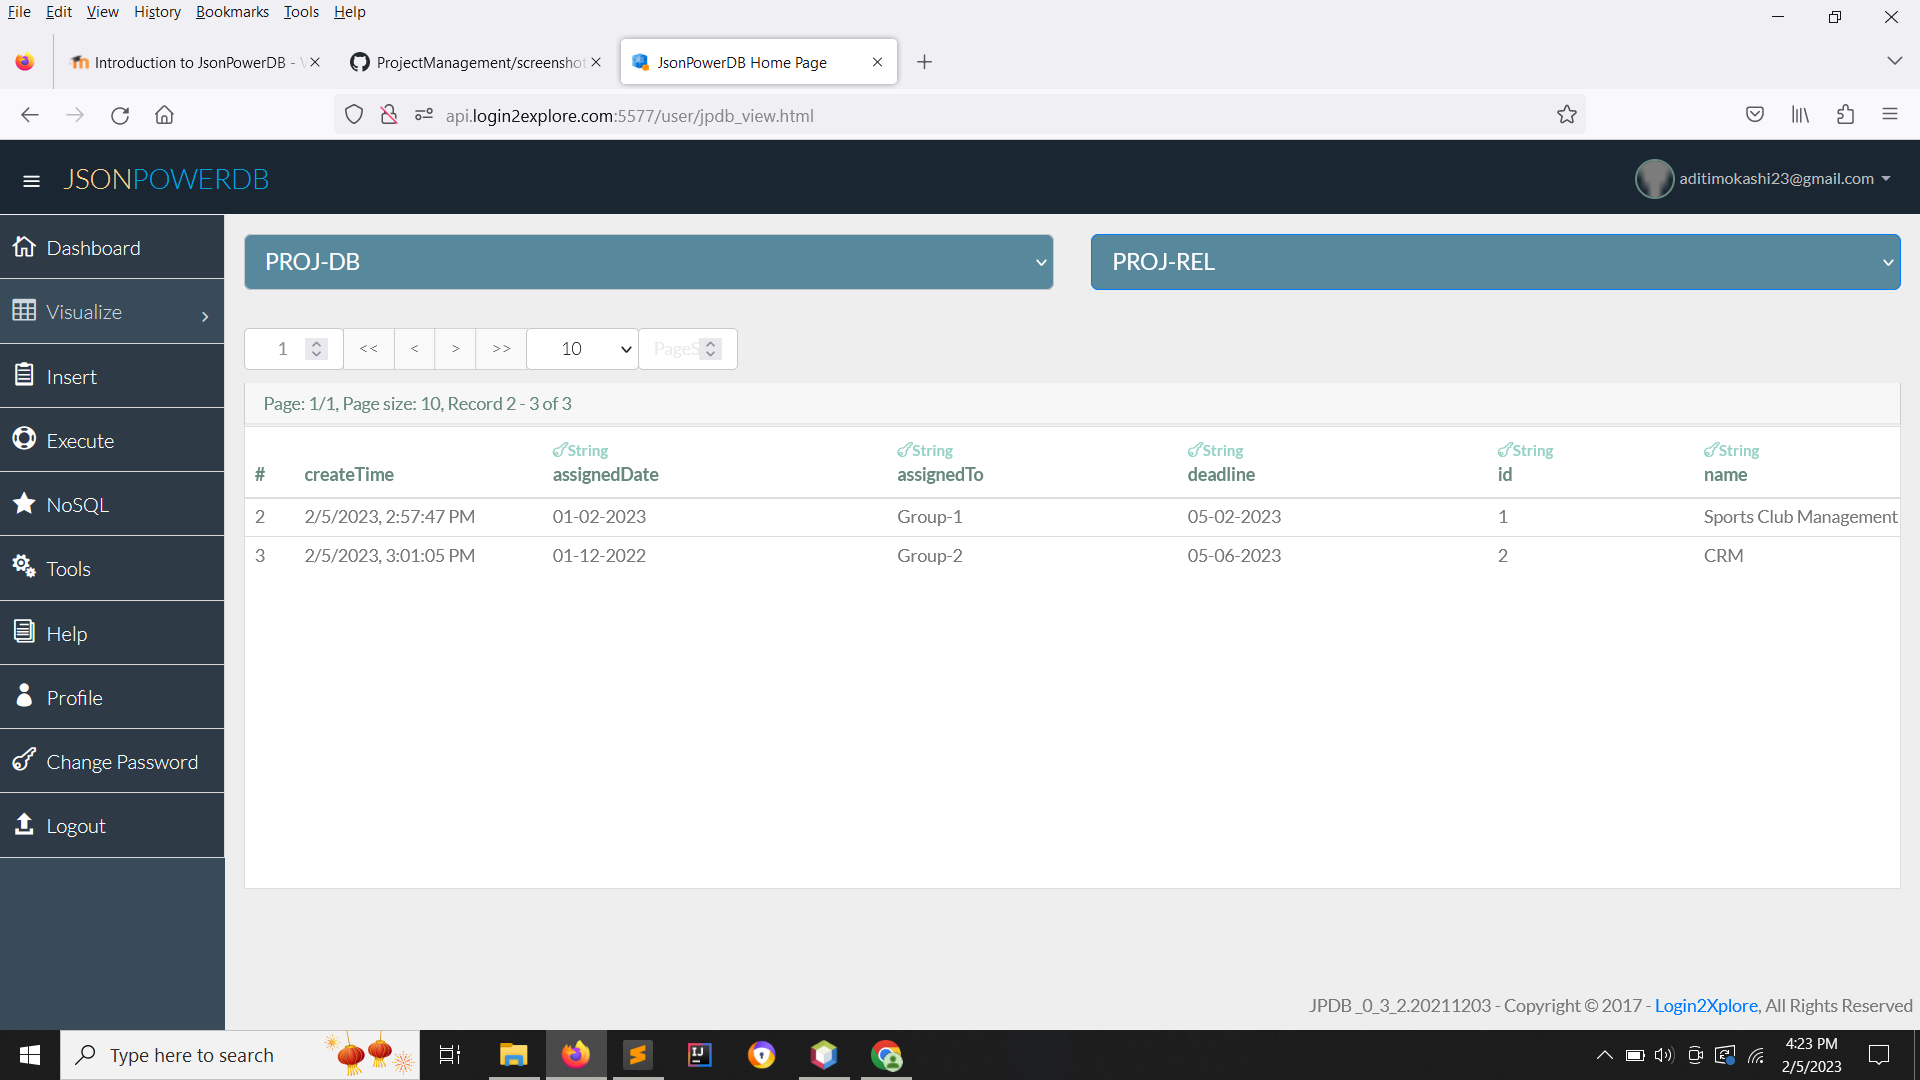 File Edit View History Bookmarks Tools Help
Introduction to JsonPowerDB -
ProjectManagement/screenshot
JsonPowerDB Home Page
api.login2explore.com:5577/user/jpdb_view.html
JSONPOWERDB
aditimokashi23@gmail.com
Dashboard
Visualize
Insert
Execute
NoSQL
Tools
Help
Profile
Change Password
Logout
PROJ-DB
PROJ-REL
1 << < > >> 10 PageS
Page: 1/1, Page size: 10, Record 2 - 3 of 3
String String String String String
# createTime assignedDate assignedTo deadline id name
2 2/5/2023, 2:57:47 PM 01-02-2023 Group-1 05-02-2023 1 Sports Club Management
3 2/5/2023, 3:01:05 PM 01-12-2022 Group-2 05-06-2023 2 CRM
JPDB_0_3_2.20211203 - Copyright © 2017 - Login2Xplore, All Rights Reserved
Type here to search
4:23 PM
2/5/2023